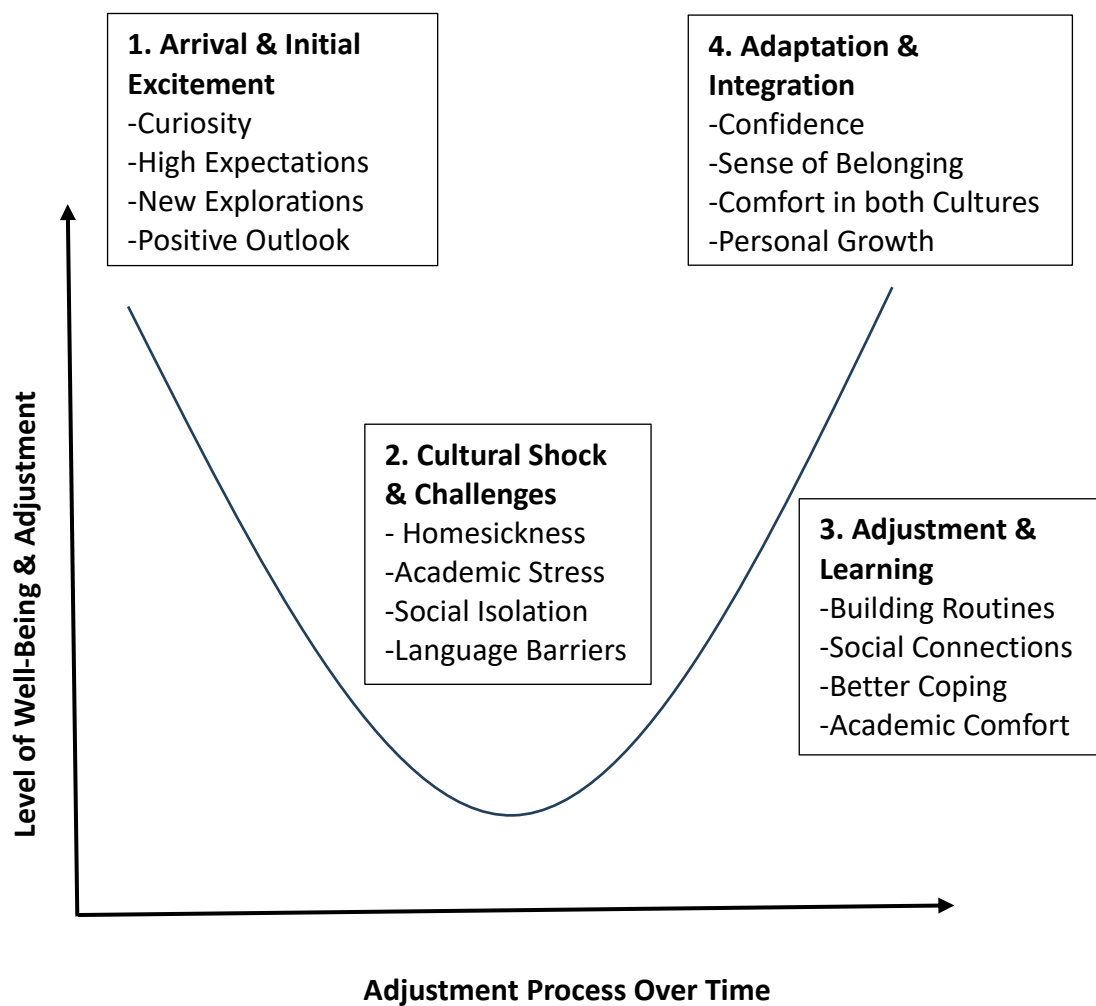 1. Arrival & Initial
Excitement
-Curiosity
-High Expectations
-New Explorations
-Positive Outlook
4. Adaptation &
Integration
-Confidence
-Sense of Belonging
-Comfort in both Cultures
-Personal Growth
Level of Well-Being & Adjustment
2. Cultural Shock
& Challenges
- Homesickness
-Academic Stress
-Social Isolation
-Language Barriers
3. Adjustment &
Learning
-Building Routines
-Social Connections
-Better Coping
-Academic Comfort
Adjustment Process Over Time